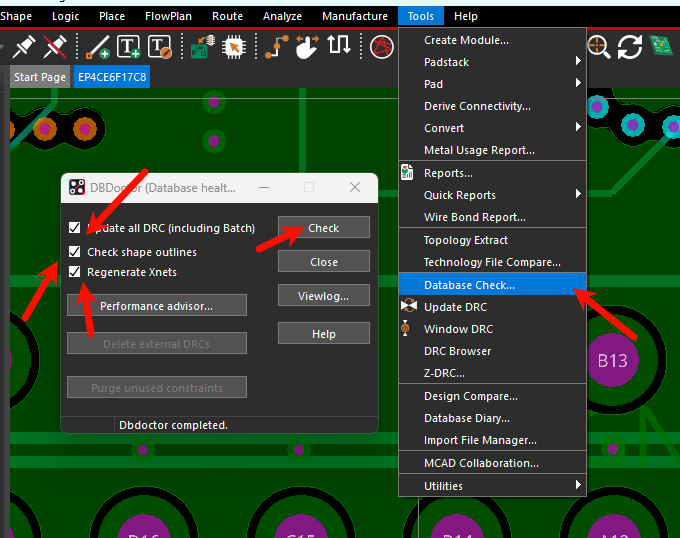 Shape Logic Place FlowPlan Route Analyze Manufacture Tools Help
Start Page EP4CE6F17C8
Create Module...
Padstack
Pad
Derive Connectivity...
Convert
Metal Usage Report...
Reports...
Quick Reports
Wire Bond Report...
Topology Extract
Technology File Compare...
Database Check...
Update DRC
Window DRC
DRC Browser
Z-DRC...
Design Compare...
Database Diary...
Import File Manager...
MCAD Collaboration...
Utilities
DBDoctor (Database healt...
Update all DRC (including Batch)
Check
Check shape outlines
Close
Regenerate Xnets
Viewlog...
Performance advisor...
Help
Delete external DRCs
Purge unused constraints
Dbdoctor completed.
B13